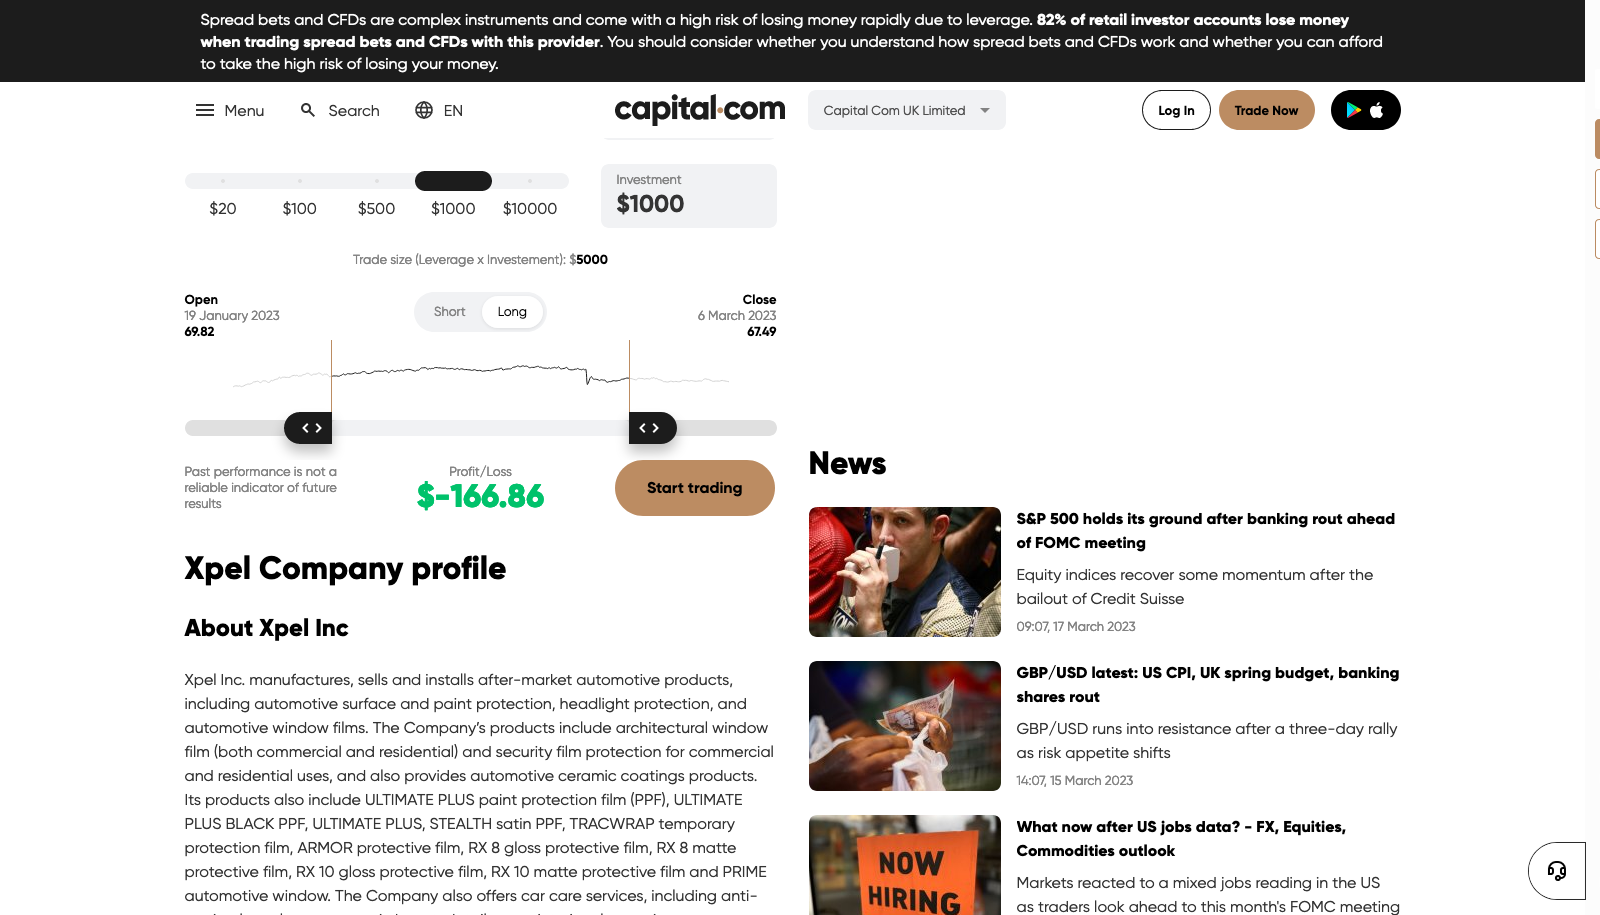 Spread bets and CFDs are complex instruments and come with a high risk of losing money rapidly due to leverage. 82% of retail investor accounts lose money
when trading spread bets and CFDs with this provider. You should consider whether you understand how spread bets and CFDs work and whether you can afford
to take the high risk of losing your money.
Menu
Search
EN
capital.com
Capital Com UK Limited
Log In
Trade Now
$20
$100
$500
$1000
$10000
Investment
$1000
Trade size (Leverage x Investement): $5000
Open
19 January 2023
69.82
Short
Long
Close
6 March 2023
67.49
Past performance is not a
reliable indicator of future
results
Profit/Loss
$-166.86
Start trading
Xpel Company profile
About Xpel Inc
Xpel Inc. manufactures, sells and installs after-market automotive products,
including automotive surface and paint protection, headlight protection, and
automotive window films. The Company's products include architectural window
film (both commercial and residential) and security film protection for commercial
and residential uses, and also provides automotive ceramic coatings products.
Its products also include ULTIMATE PLUS paint protection film (PPF), ULTIMATE
PLUS BLACK PPF, ULTIMATE PLUS, STEALTH satin PPF, TRACWRAP temporary
protection film, ARMOR protective film, RX 8 gloss protective film, RX 8 matte
protective film, RX 10 gloss protective film, RX 10 matte protective film and PRIME
automotive window. The Company also offers car care services, including anti-
News
S&P 500 holds its ground after banking rout ahead
of FOMC meeting
Equity indices recover some momentum after the
bailout of Credit Suisse
09:07, 17 March 2023
GBP/USD latest: US CPI, UK spring budget, banking
shares rout
GBP/USD runs into resistance after a three-day rally
as risk appetite shifts
14:07, 15 March 2023
NOW
HIRING
What now after US jobs data? - FX, Equities,
Commodities outlook
Markets reacted to a mixed jobs reading in the US
as traders look ahead to this month's FOMC meeting